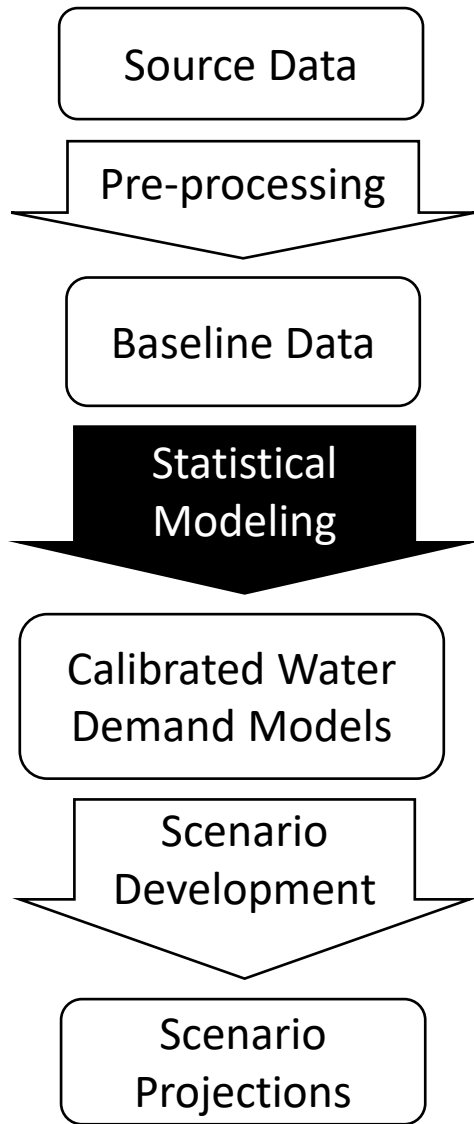 Source Data
Pre-processing
Baseline Data
Statistical
Modeling
Calibrated Water
Demand Models
Scenario
Development
Scenario
Projections